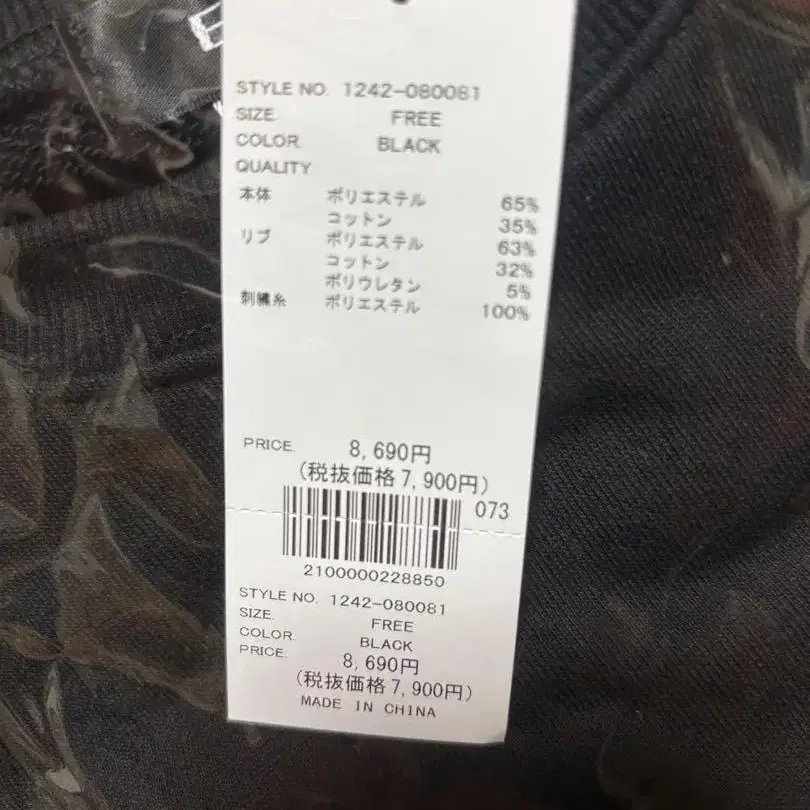 STYLE NO. 1242-080081
SIZE. FREE
COLOR. BLACK
QUALITY
本体 ポリエステル 65%
コットン 35%
リブ ポリエステル 63%
コットン 32%
ポリウレタン 5%
刺繍糸 ポリエステル 100%
PRICE. 8,690円
(税抜価格7,900円)
073
2100000228850
STYLE NO. 1242-080081
SIZE. FREE
COLOR. BLACK
PRICE. 8,690円
(税抜価格7,900円)
MADE IN CHINA